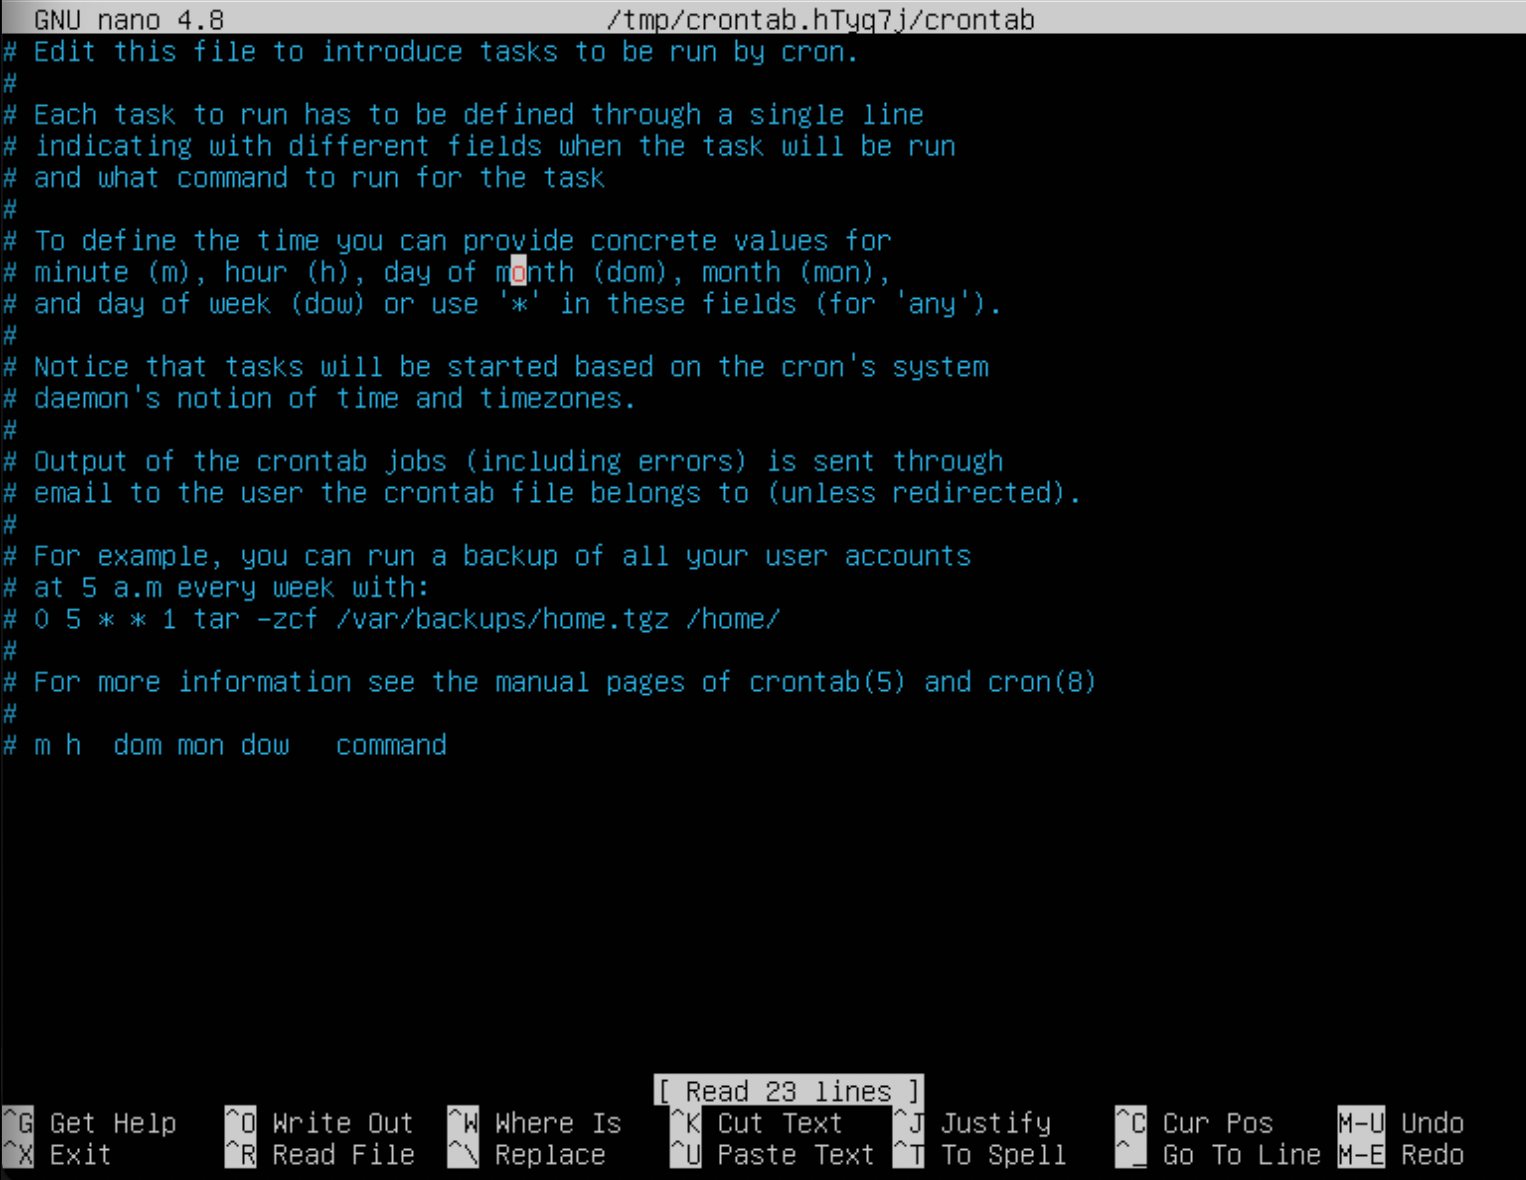 GNU nano 4.8 /tmp/crontab.hTyq7j/crontab
# Edit this file to introduce tasks to be run by cron.
#
# Each task to run has to be defined through a single line
# indicating with different fields when the task will be run
# and what command to run for the task
#
# To define the time you can provide concrete values for
# minute (m), hour (h), day of month (dom), month (mon),
# and day of week (dow) or use '*' in these fields (for 'any').
#
# Notice that tasks will be started based on the cron's system
# daemon's notion of time and timezones.
#
# Output of the crontab jobs (including errors) is sent through
# email to the user the crontab file belongs to (unless redirected).
#
# For example, you can run a backup of all your user accounts
# at 5 a.m every week with:
# 0 5 * * 1 tar -zcf /var/backups/home.tgz /home/
#
# For more information see the manual pages of crontab(5) and cron(8)
#
# m h  dom mon dow   command
[ Read 23 lines ]
^G Get Help ^O Write Out ^W Where Is ^K Cut Text ^J Justify ^C Cur Pos M-U Undo
^X Exit ^R Read File ^\ Replace ^U Paste Text ^T To Spell ^_ Go To Line M-E Redo